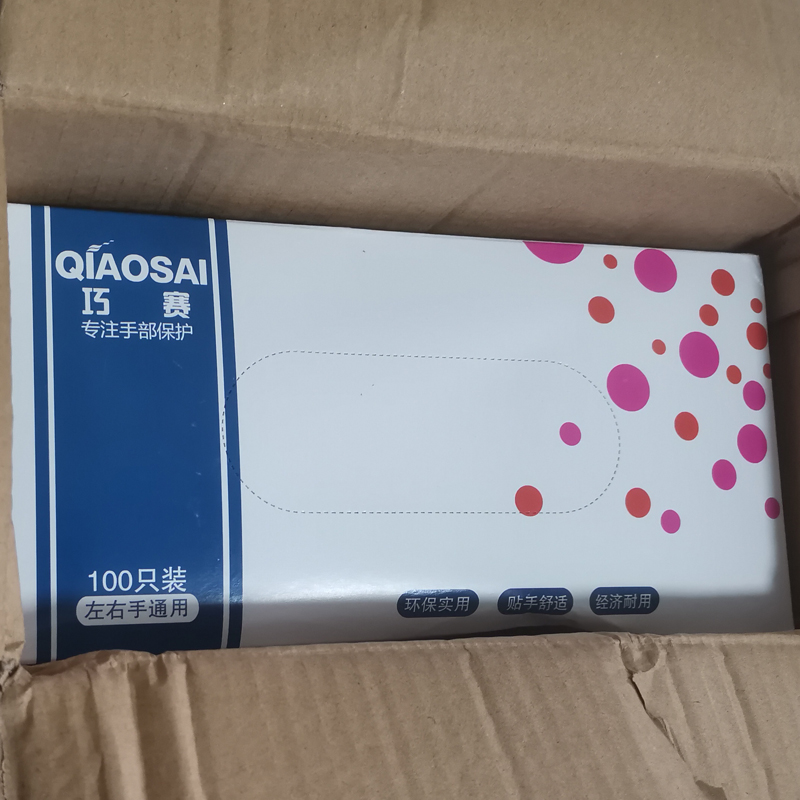 QIAOSAI
巧 赛
专注手部保护
100只装
左右手通用
环保实用 贴手舒适 经济耐用